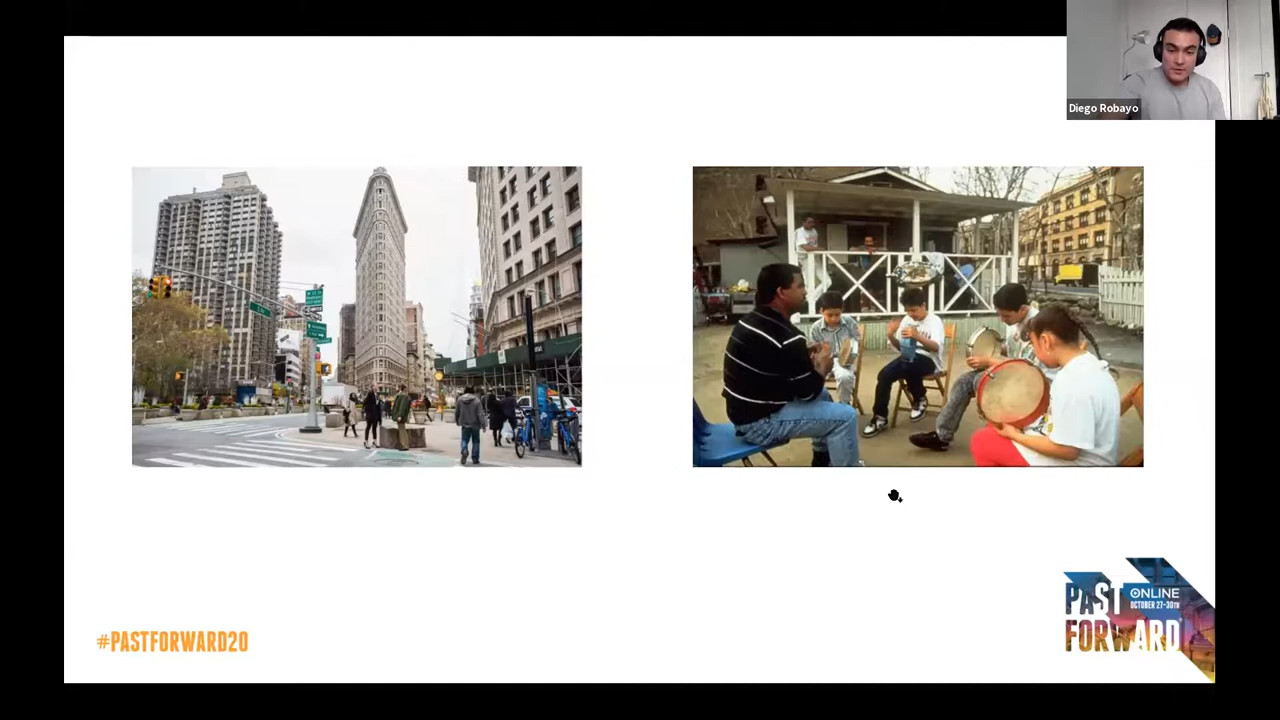 Diego Robayo
#PASTFORWARD20
PAST
ONLINE
OCTOBER 27-30TH
FORWARD